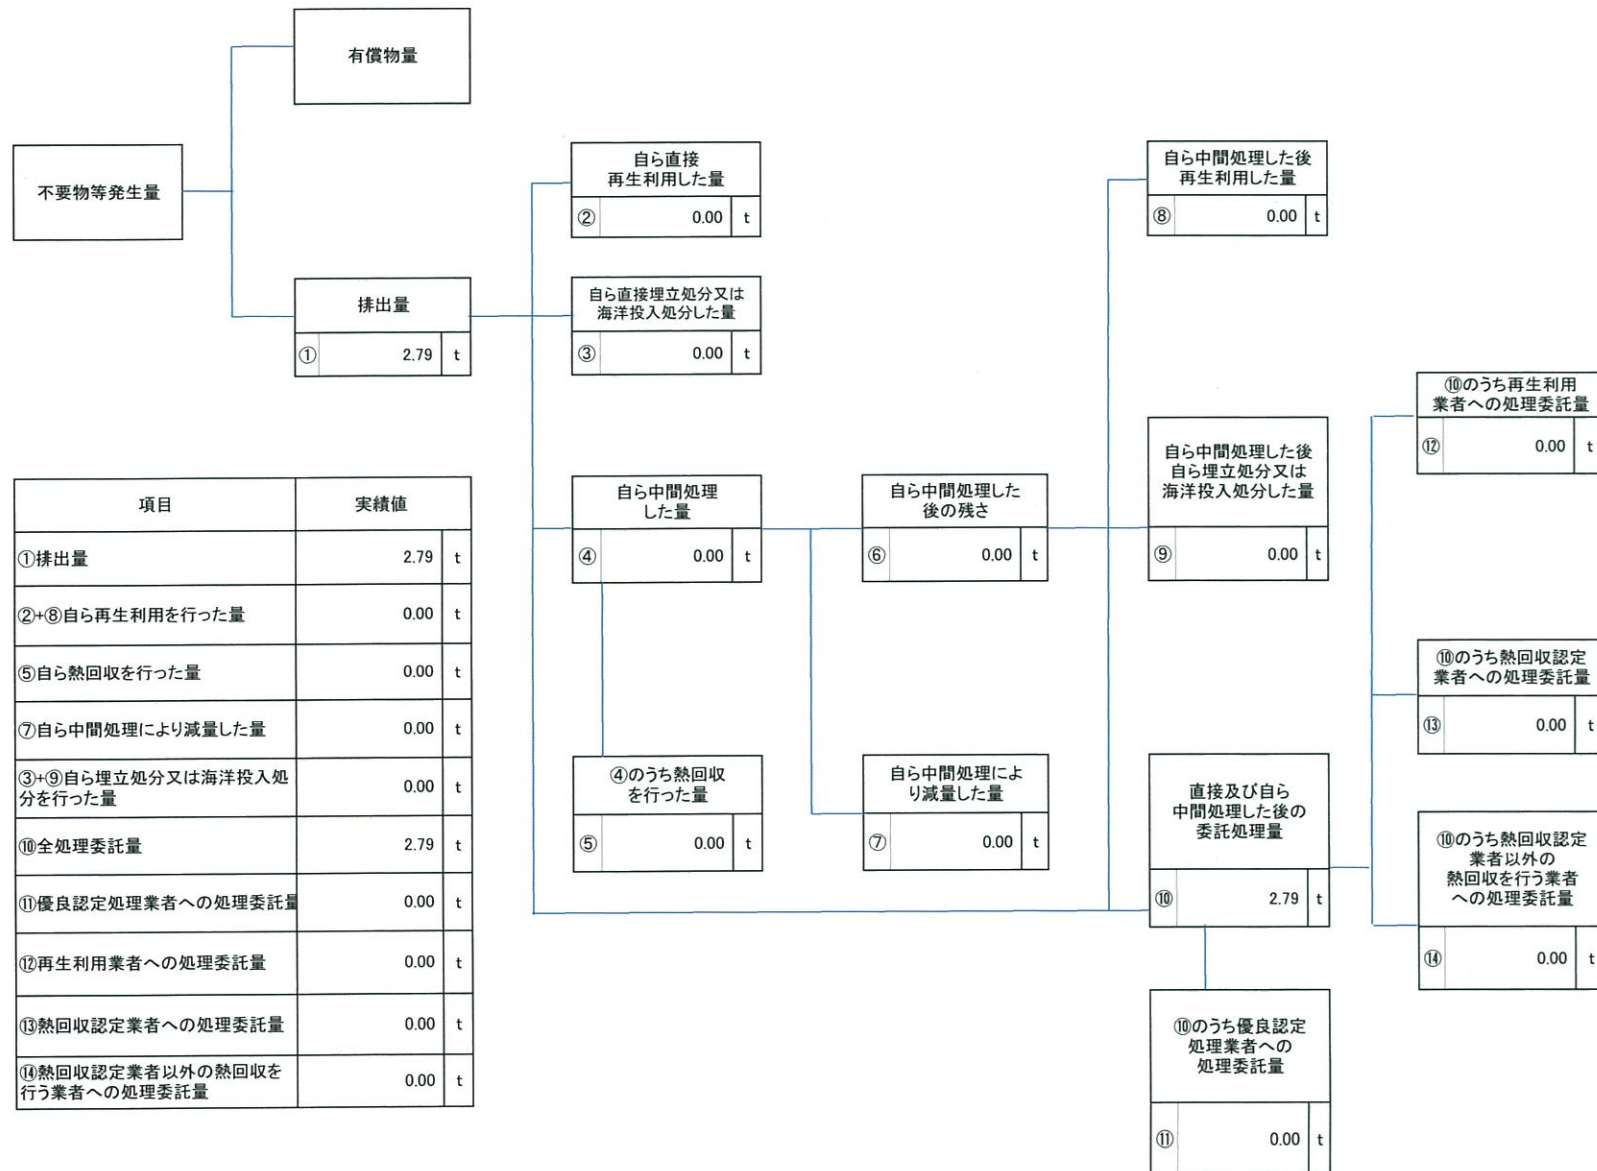 有償物量
不要物等発生量
排出量
① 2.79 t
自ら直接
再生利用した量
② 0.00 t
自ら直接埋立処分又は
海洋投入処分した量
③ 0.00 t
自ら中間処理
した量
④ 0.00 t
④のうち熱回収
を行った量
⑤ 0.00 t
自ら中間処理した
後の残さ
⑥ 0.00 t
自ら中間処理によ
り減量した量
⑦ 0.00 t
自ら中間処理した後
再生利用した量
⑧ 0.00 t
自ら中間処理した後
自ら埋立処分又は
海洋投入処分した量
⑨ 0.00 t
直接及び自ら
中間処理した後の
委託処理量
⑩ 2.79 t
⑩のうち優良認定
処理業者への
処理委託量
⑪ 0.00 t
⑩のうち再生利用
業者への処理委託量
⑫ 0.00 t
⑩のうち熱回収認定
業者への処理委託量
⑬ 0.00 t
⑩のうち熱回収認定
業者以外の
熱回収を行う業者
への処理委託量
⑭ 0.00 t
項目 実績値
①排出量 2.79 t
②+⑧自ら再生利用を行った量 0.00 t
⑤自ら熱回収を行った量 0.00 t
⑦自ら中間処理により減量した量 0.00 t
③+⑨自ら埋立処分又は海洋投入処
分を行った量 0.00 t
⑩全処理委託量 2.79 t
⑪優良認定処理業者への処理委託量 0.00 t
⑫再生利用業者への処理委託量 0.00 t
⑬熱回収認定業者への処理委託量 0.00 t
⑭熱回収認定業者以外の熱回収を
行う業者への処理委託量 0.00 t